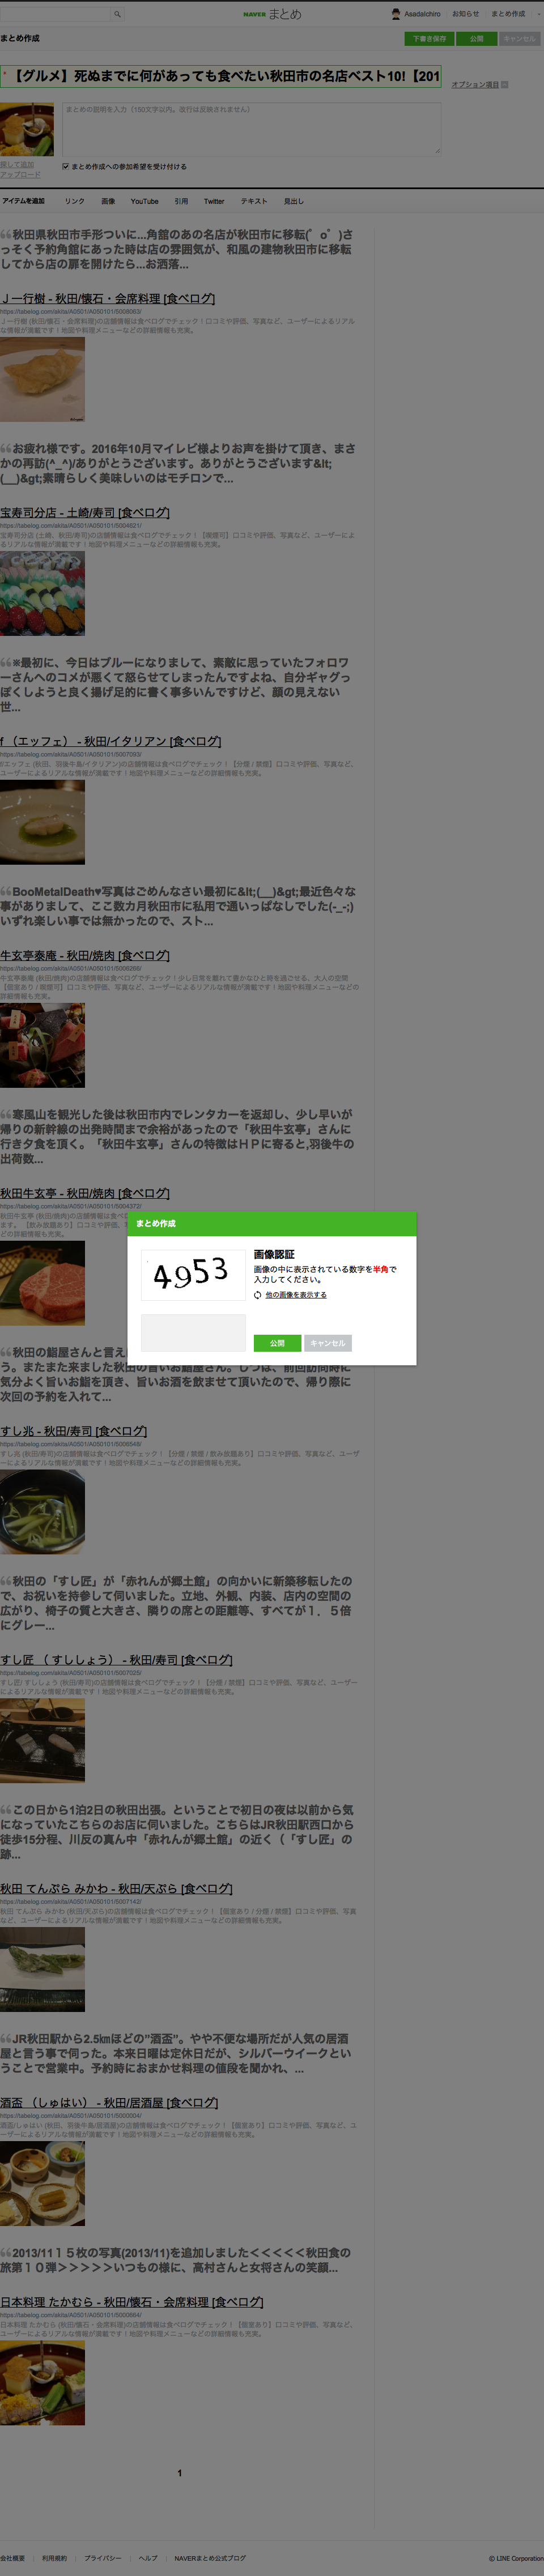 NAVER まとめ
AsadaIchiro
お知らせ
まとめ作成
まとめ作成
下書き保存
公開
キャンセル
* 【グルメ】死ぬまでに何があっても食べたい秋田市の名店ベスト10!【201
オプション項目
まとめの説明を入力（150文字以内。改行は反映されません）
探して追加
アップロード
まとめ作成への参加希望を受け付ける
アイテムを追加
リンク
画像
YouTube
引用
Twitter
テキスト
見出し
秋田県秋田市手形ついに...角館のあの名店が秋田市に移転(ﾟoﾟ)さ
っそく予約角館にあった時は店の雰囲気が、和風の建物秋田市に移転
してから店の扉を開けたら...お洒落...
J 一行樹 - 秋田/懐石・会席料理 [食べログ]
J 一行樹 (秋田/懐石・会席料理)の店舗情報は食べログでチェック！口コミや評価、写真など、ユーザーによるリアル
な情報が満載です！地図や料理メニューなどの詳細情報も充実。
お疲れ様です。2016年10月マイレビ様よりお声を掛けて頂き、まさ
かの再訪(^_^)/ありがとうございます。ありがとうございます&lt;
(__)&gt;素晴らしく美味しいのはモチロンで...
宝寿司分店 - 土崎/寿司 [食べログ]
https://tabelog.com/akita/A0501/A050101/5004621/
宝寿司分店 (土崎、秋田/寿司)の店舗情報は食べログでチェック！【喫煙可】口コミや評価、写真など、ユーザーによ
るリアルな情報が満載です！地図や料理メニューなどの詳細情報も充実。
※最初に、今日はブルーになりまして、素敵に思っていたフォロワ
ーさんへのコメが悪くて怒らせてしまったんですよね、自分ギャグっ
ぽくしようと良く揚げ足的に書く事多いんですけど、顔の見えない
世...
f （エッフェ） - 秋田/イタリアン [食べログ]
https://tabelog.com/akita/A0501/A050101/5007093/
f/エッフェ (秋田、羽後牛島/イタリアン)の店舗情報は食べログでチェック！【分煙 / 禁煙】口コミや評価、写真など、
ユーザーによるリアルな情報が満載です！地図や料理メニューなどの詳細情報も充実。
BooMetalDeath♥写真はごめんなさい最初に&lt;(__)&gt;最近色々な
事がありまして、ここ数カ月秋田市に私用で通いっぱなしでした(-_-;)
いずれ楽しい事では無かったので、スト...
牛玄亭泰庵 - 秋田/焼肉 [食べログ]
牛玄亭泰庵 (秋田/焼肉)の店舗情報は食べログでチェック！少し日常を離れて豊かなひと時を過ごせる、大人の空間
【個室あり / 喫煙可】口コミや評価、写真など、ユーザーによるリアルな情報が満載です！地図や料理メニューなどの
詳細情報も充実。
寒風山を観光した後は秋田市内でレンタカーを返却し、少し早いが
帰りの新幹線の出発時間まで余裕があったので「秋田牛玄亭」さん
に行き夕食を頂く。「秋田牛玄亭」さんの特徴はＨＰに寄ると,羽後牛
の出荷数...
秋田牛玄亭 - 秋田/焼肉 [食べログ]
https://tabelog.com/akita/A0501/A050101/5004372/
秋田牛玄亭 (秋田/焼肉)の店舗情報は食べ
ます。 【飲み放題あり】口コミや評価、写
どの詳細情報も充実。
まとめ作成
4953
画像認証
画像の中に表示されている数字を半角で
入力してください。
他の画像を表示する
公開
キャンセル
秋田の鮨屋さんと言え
う。またまた来ました秋田の旨いお鮨屋さん。しつは、前回訪問時に
気分よく旨いお鮨を頂き、旨いお酒を飲ませて頂いたので、帰り際に
次回の予約を入れて...
すし兆 - 秋田/寿司 [食べログ]
すし兆 (秋田/寿司)の店舗情報は食べログでチェック！【分煙 / 禁煙 / 飲み放題あり】口コミや評価、写真など、ユーザ
ーによるリアルな情報が満載です！地図や料理メニューなどの詳細情報も充実。
秋田の「すし匠」が「赤れんが郷土館」の向かいに新築移転したの
で、お祝いを持参して伺いました。立地、外観、内装、店内の空間の
広がり、椅子の質と大きさ、隣りの席との距離等、すべてが１．５倍
にグレー...
すし匠 （ すししょう） - 秋田/寿司 [食べログ]
https://tabelog.com/akita/A0501/A050101/5007025/
すし匠/ すししょう (秋田/寿司)の店舗情報は食べログでチェック！【分煙 / 禁煙】口コミや評価、写真など、ユーザー
によるリアルな情報が満載です！地図や料理メニューなどの詳細情報も充実。
この日から1泊2日の秋田出張。ということで初日の夜は以前から気
になっていたこちらのお店に伺いました。こちらはJR秋田駅西口から
徒歩15分程、川反の真ん中「赤れんが郷土館」の近く（「すし匠」の
跡...
秋田 てんぷら みかわ - 秋田/天ぷら [食べログ]
https://tabelog.com/akita/A0501/A050101/5007142/
秋田 てんぷら みかわ (秋田/天ぷら)の店舗情報は食べログでチェック！【個室あり / 分煙 / 禁煙】口コミや評価、写真
など、ユーザーによるリアルな情報が満載です！地図や料理メニューなどの詳細情報も充実。
JR秋田駅から2.5㎞ほどの"酒盃"。やや不便な場所だが人気の居酒
屋と言う事で伺った。本来日曜は定休日だが、シルバーウイークとい
うことで営業中。予約時におまかせ料理の値段を聞かれ、...
酒盃 （しゅはい） - 秋田/居酒屋 [食べログ]
https://tabelog.com/akita/A0501/A050101/5000004/
酒盃/しゅはい (秋田、羽後牛島/居酒屋)の店舗情報は食べログでチェック！【個室あり】口コミや評価、写真など、ユ
ーザーによるリアルな情報が満載です！地図や料理メニューなどの詳細情報も充実。
2013/11１５枚の写真(2013/11)を追加しました＜＜＜＜＜秋田食の
旅第１０弾＞＞＞＞＞いつもの様に、高村さんと女将さんの笑顔...
日本料理 たかむら - 秋田/懐石・会席料理 [食べログ]
https://tabelog.com/akita/A0501/A050101/5000664/
日本料理 たかむら (秋田/懐石・会席料理)の店舗情報は食べログでチェック！【個室あり】口コミや評価、写真など、
ユーザーによるリアルな情報が満載です！地図や料理メニューなどの詳細情報も充実。
1
会社概要
利用規約
プライバシー
ヘルプ
NAVERまとめ公式ブログ
© LINE Corporation